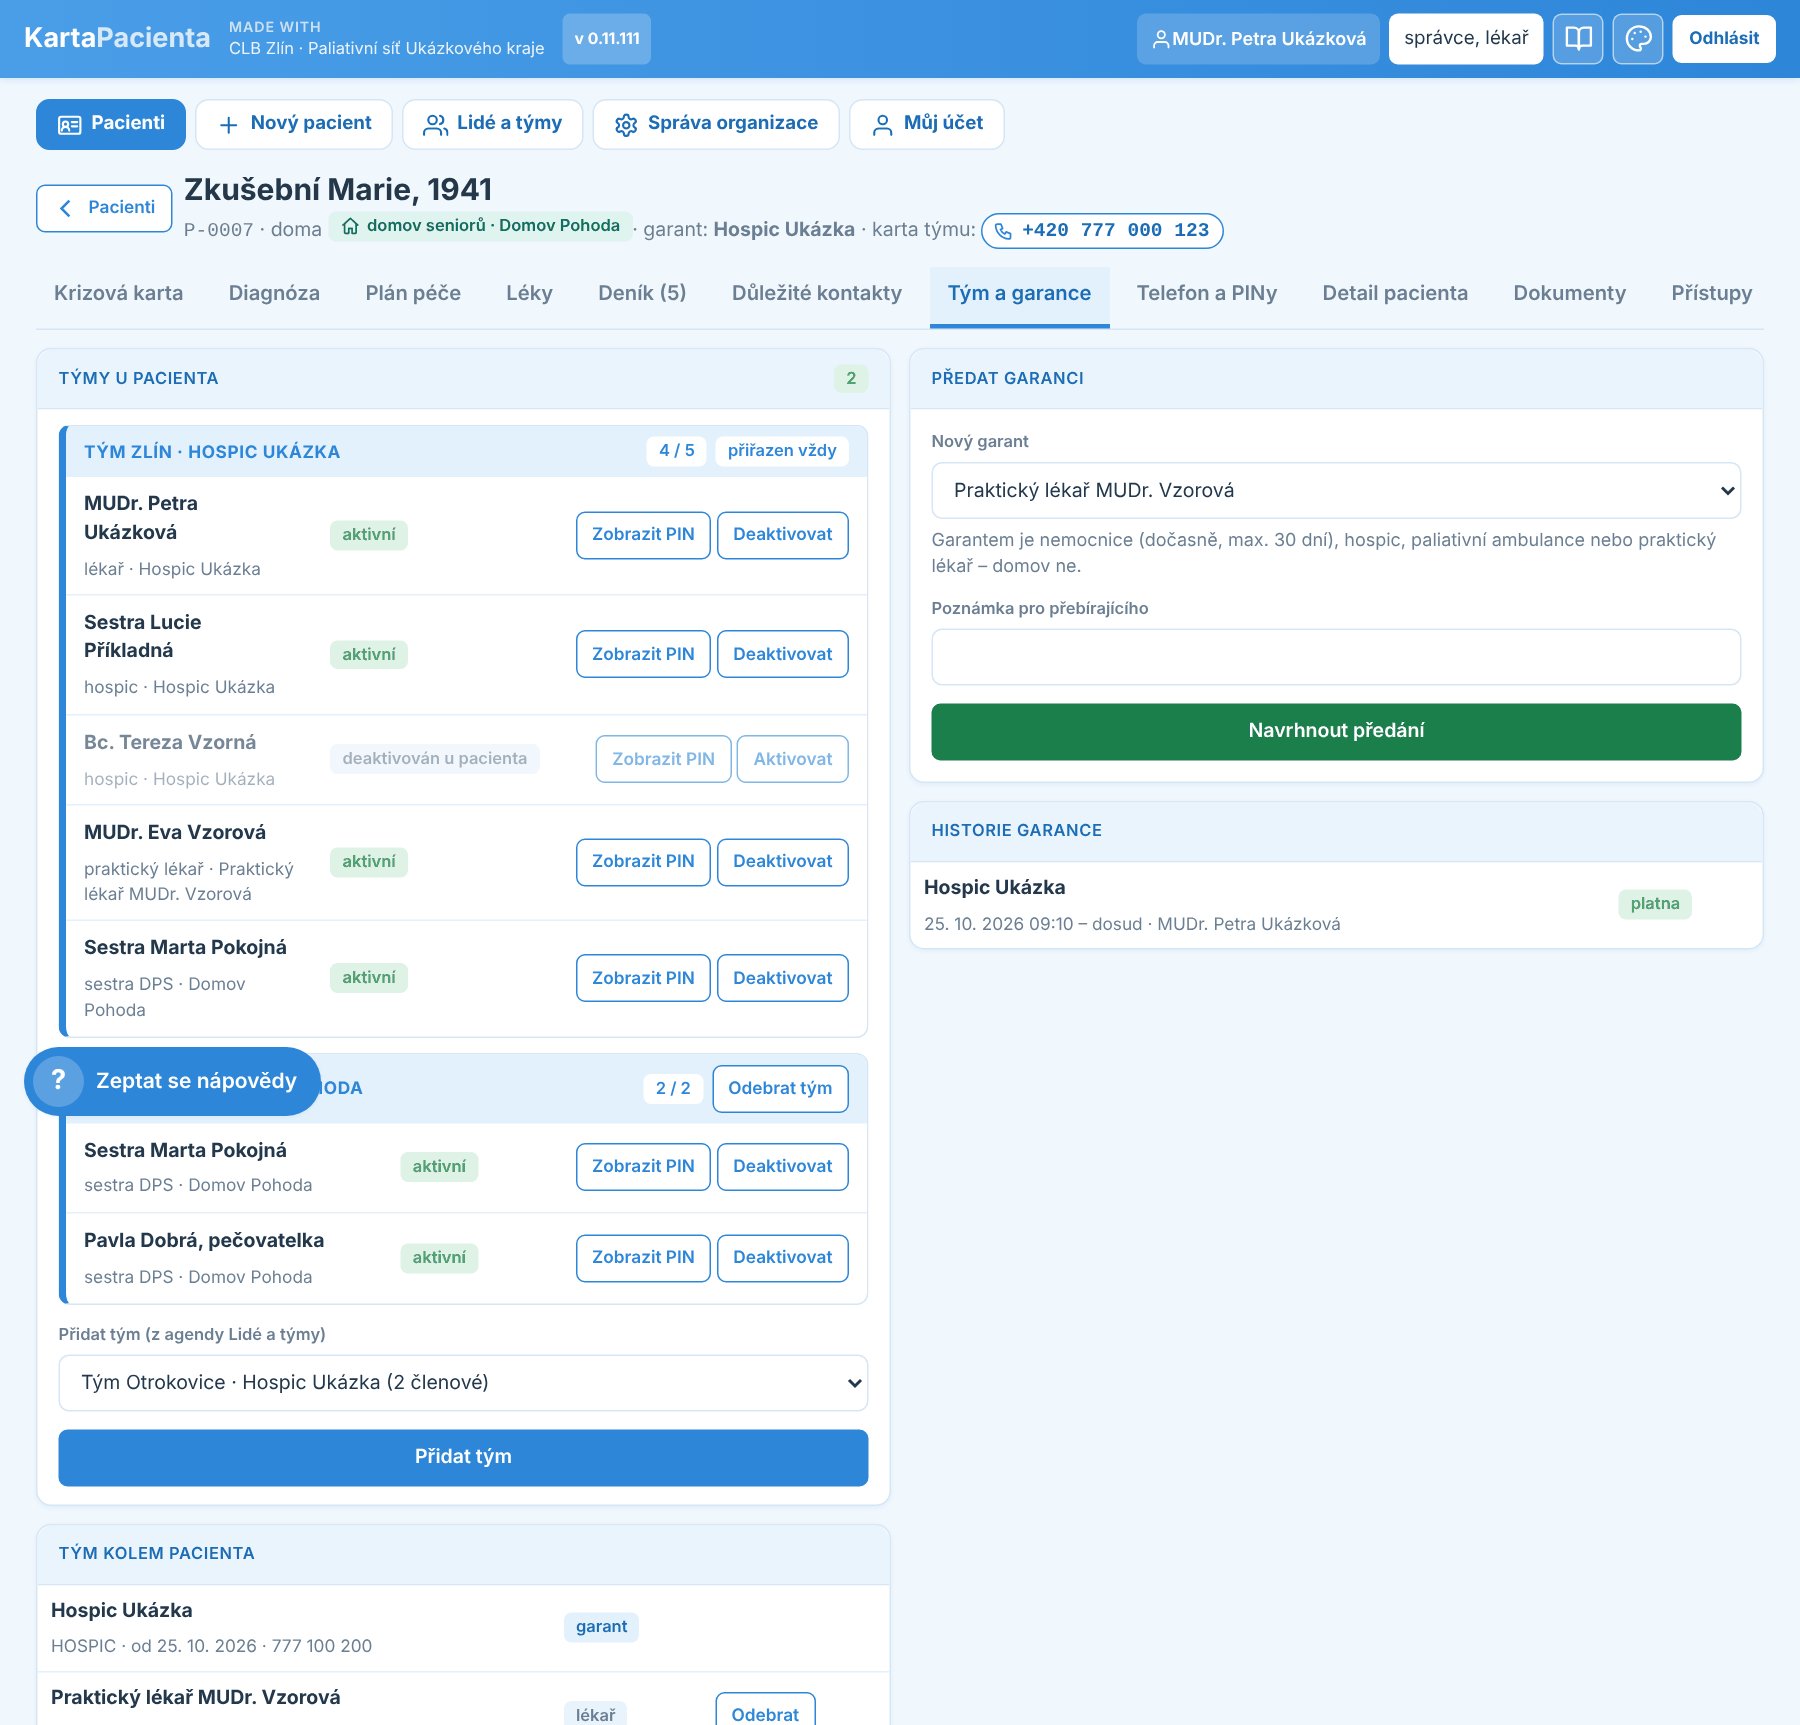 KartaPacienta
MADE WITH
CLB Zlín · Paliativní síť Ukázkového kraje
v 0.11.111
MUDr. Petra Ukázková
správce, lékař
Odhlásit
Pacienti
Nový pacient
Lidé a týmy
Správa organizace
Můj účet
Pacienti
Zkušební Marie, 1941
P-0007 · doma
domov seniorů · Domov Pohoda
· garant: Hospic Ukázka · karta týmu:
+420 777 000 123
Krizová karta
Diagnóza
Plán péče
Léky
Deník (5)
Důležité kontakty
Tým a garance
Telefon a PINy
Detail pacienta
Dokumenty
Přístupy
TÝMY U PACIENTA
2
TÝM ZLÍN · HOSPIC UKÁZKA
4 / 5
přiřazen vždy
MUDr. Petra
Ukázková
lékař · Hospic Ukázka
aktivní
Zobrazit PIN
Deaktivovat
Sestra Lucie
Příkladná
hospic · Hospic Ukázka
aktivní
Zobrazit PIN
Deaktivovat
Bc. Tereza Vzorná
hospic · Hospic Ukázka
deaktivován u pacienta
Zobrazit PIN
Aktivovat
MUDr. Eva Vzorová
praktický lékař · Praktický
lékař MUDr. Vzorová
aktivní
Zobrazit PIN
Deaktivovat
Sestra Marta Pokojná
sestra DPS · Domov
Pohoda
aktivní
Zobrazit PIN
Deaktivovat
? Zeptat se nápovědy
2 / 2
Odebrat tým
Sestra Marta Pokojná
sestra DPS · Domov Pohoda
aktivní
Zobrazit PIN
Deaktivovat
Pavla Dobrá, pečovatelka
sestra DPS · Domov Pohoda
aktivní
Zobrazit PIN
Deaktivovat
Přidat tým (z agendy Lidé a týmy)
Tým Otrokovice · Hospic Ukázka (2 členové)
Přidat tým
TÝM KOLEM PACIENTA
Hospic Ukázka
HOSPIC · od 25. 10. 2026 · 777 100 200
garant
Praktický lékař MUDr. Vzorová
lékař
Odebrat
PŘEDAT GARANCI
Nový garant
Praktický lékař MUDr. Vzorová
Garantem je nemocnice (dočasně, max. 30 dní), hospic, paliativní ambulance nebo praktický
lékař – domov ne.
Poznámka pro přebírajícího
Navrhnout předání
HISTORIE GARANCE
Hospic Ukázka
25. 10. 2026 09:10 – dosud · MUDr. Petra Ukázková
platna